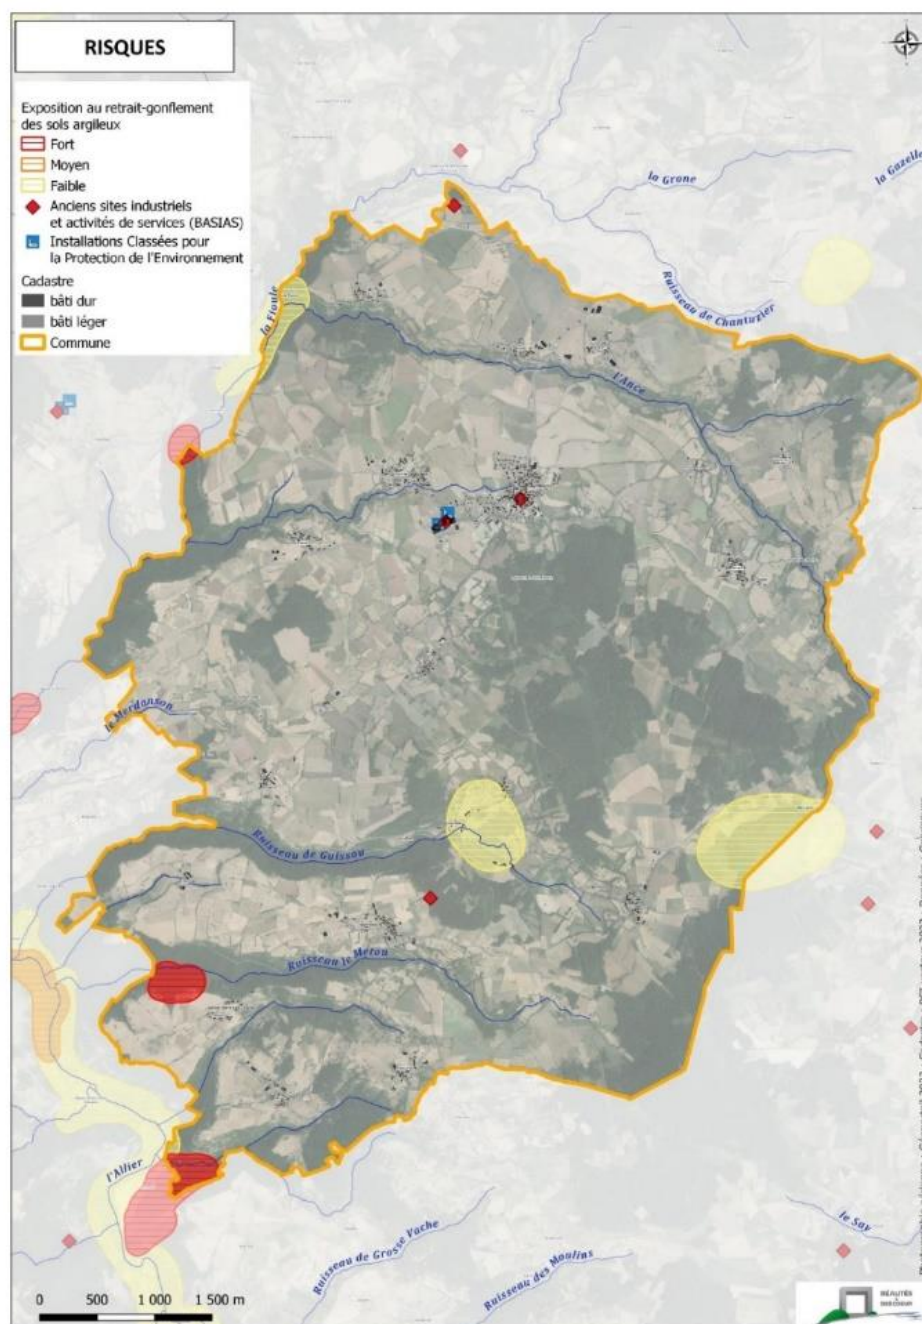 RISQUES
Exposition au retrait-gonflement
des sols argileux
Fort
Moyen
Faible
Anciens sites industriels
et activités de services (BASIAS)
Installations Classées pour
la Protection de l'Environnement
Cadastre
bâti dur
bâti léger
Commune
la Grane
la Gazelle
Ruisseau de Chantuzier
la Fioule
l'Ance
le Merdanson
Ruisseau de Guissou
Ruisseau le Merou
l'Allier
Ruisseau de Grosse Vache
Ruisseau des Moulins
le Say
0 500 1 000 1 500 m